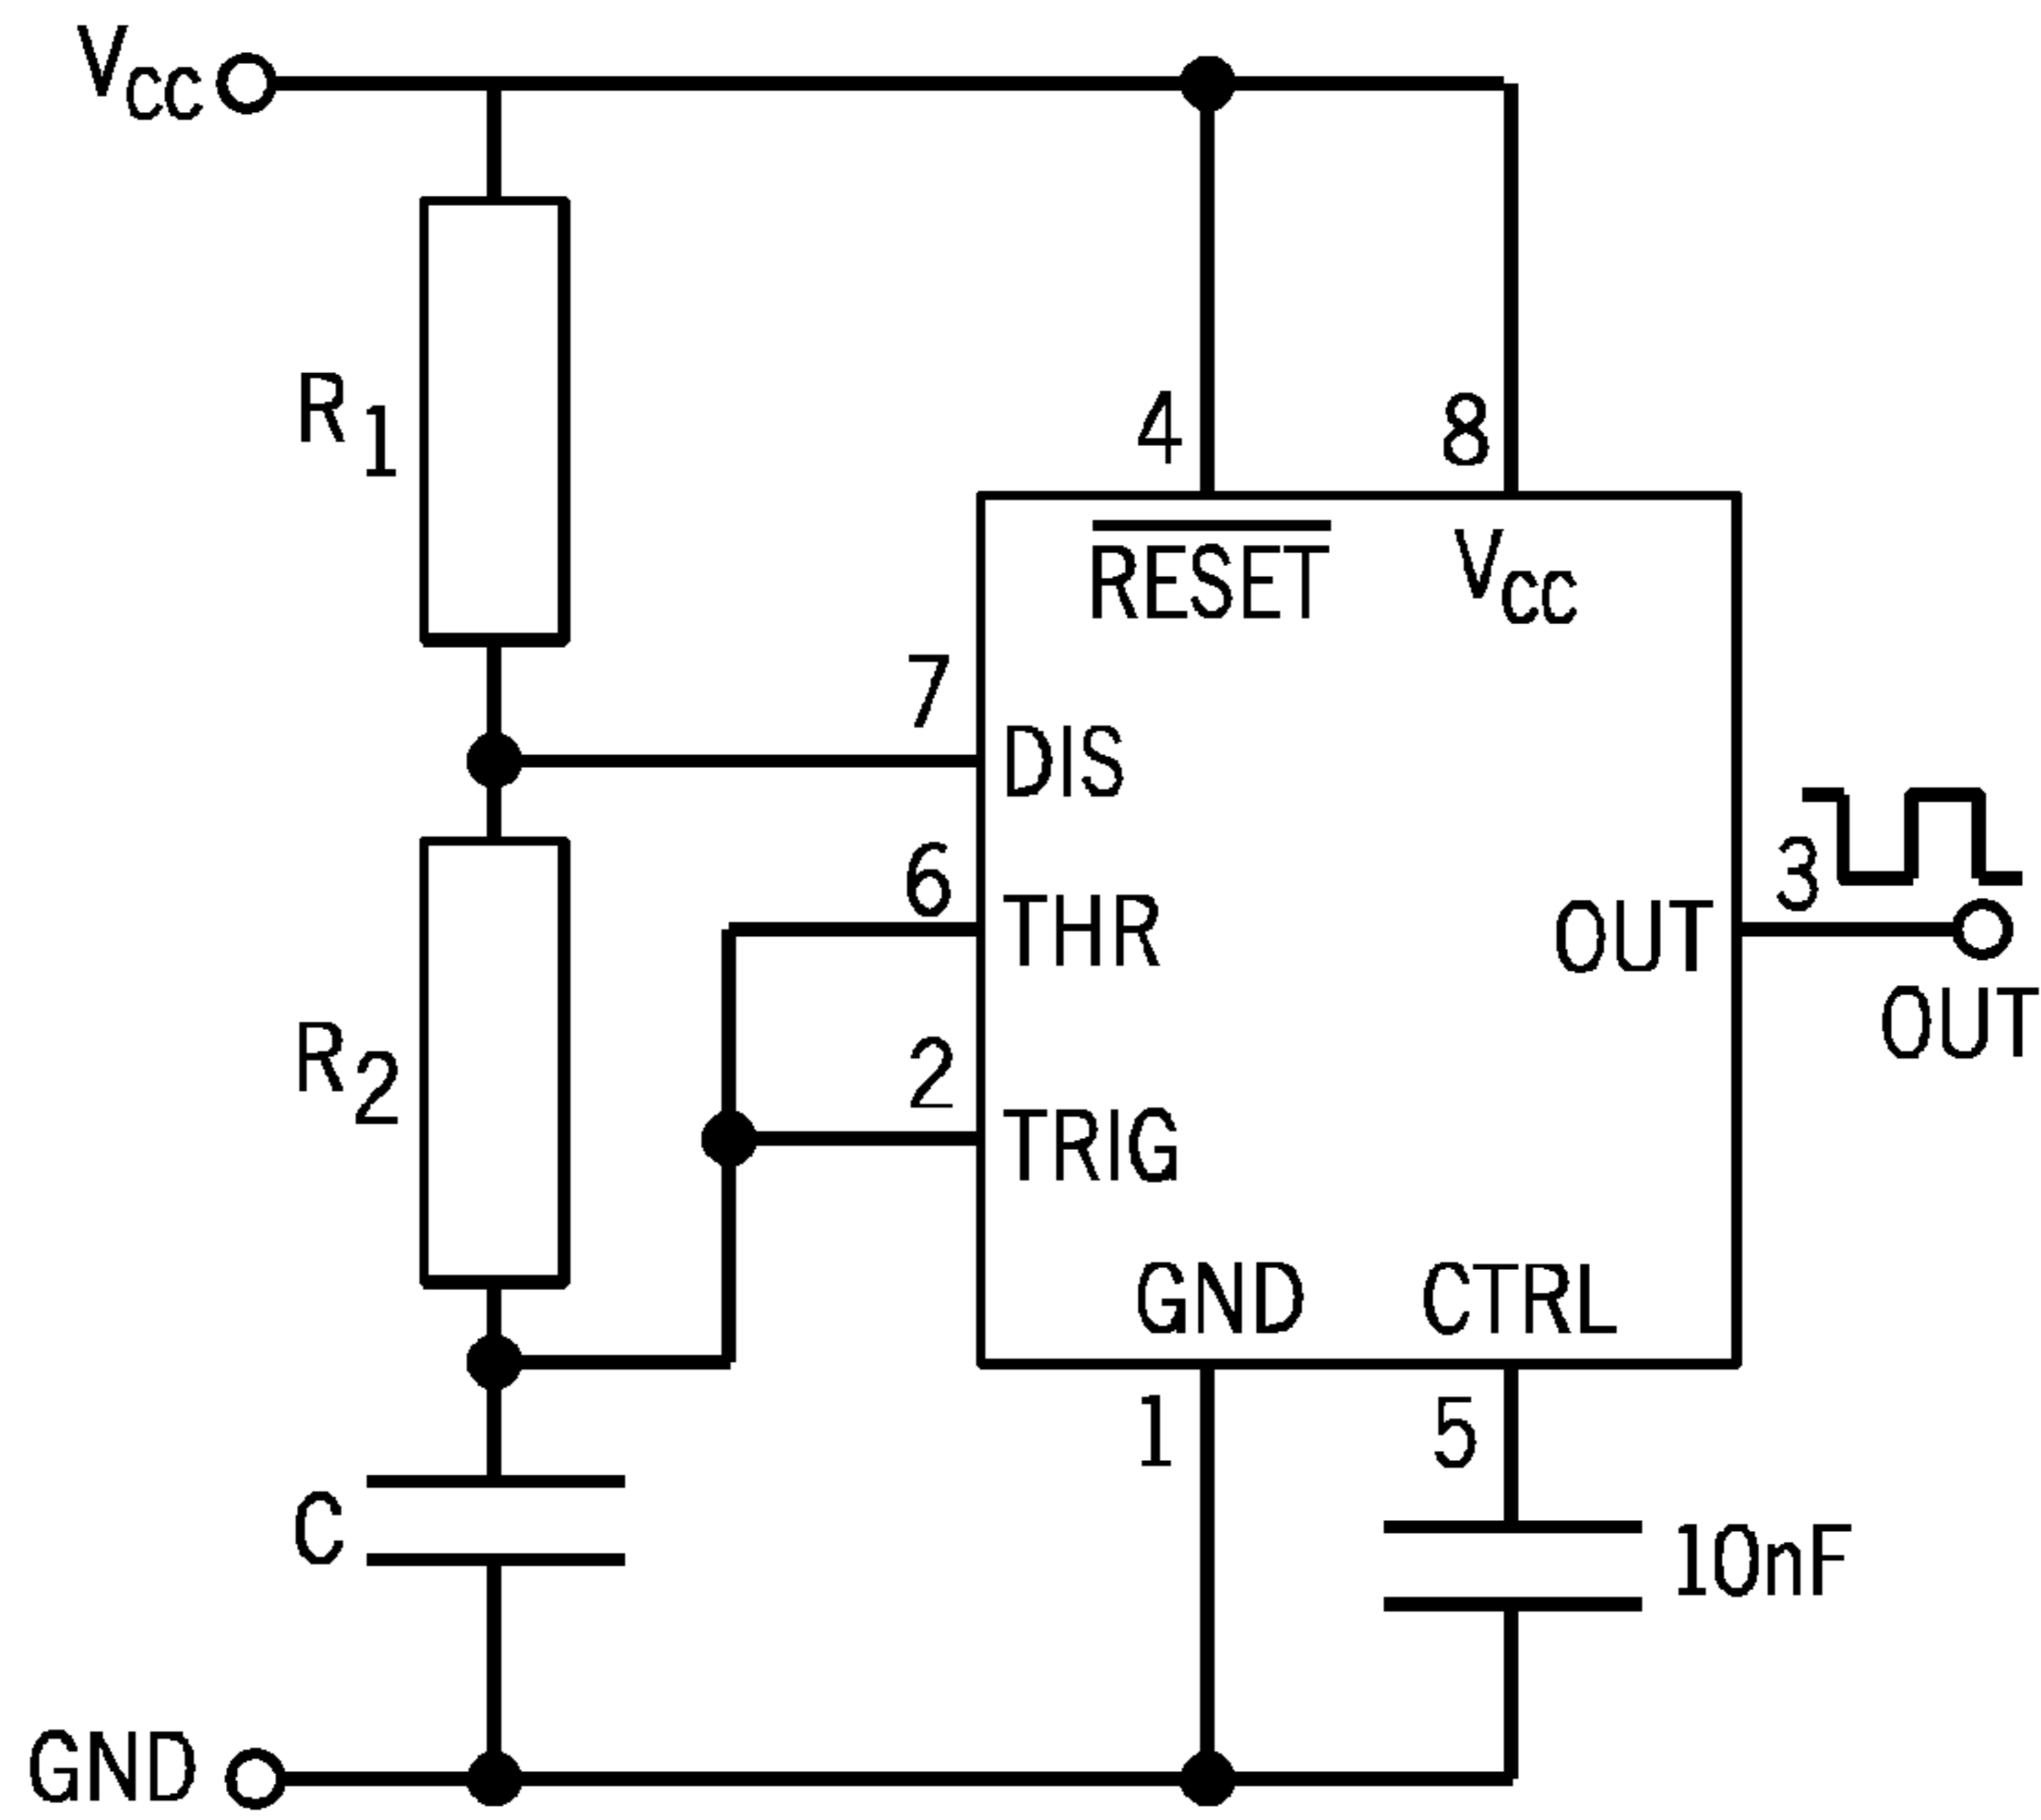 Vcc
R1
4
8
RESET
Vcc
7
DIS
6
THR
3
OUT
OUT
R2
2
TRIG
GND
CTRL
1
5
C
10nF
GND